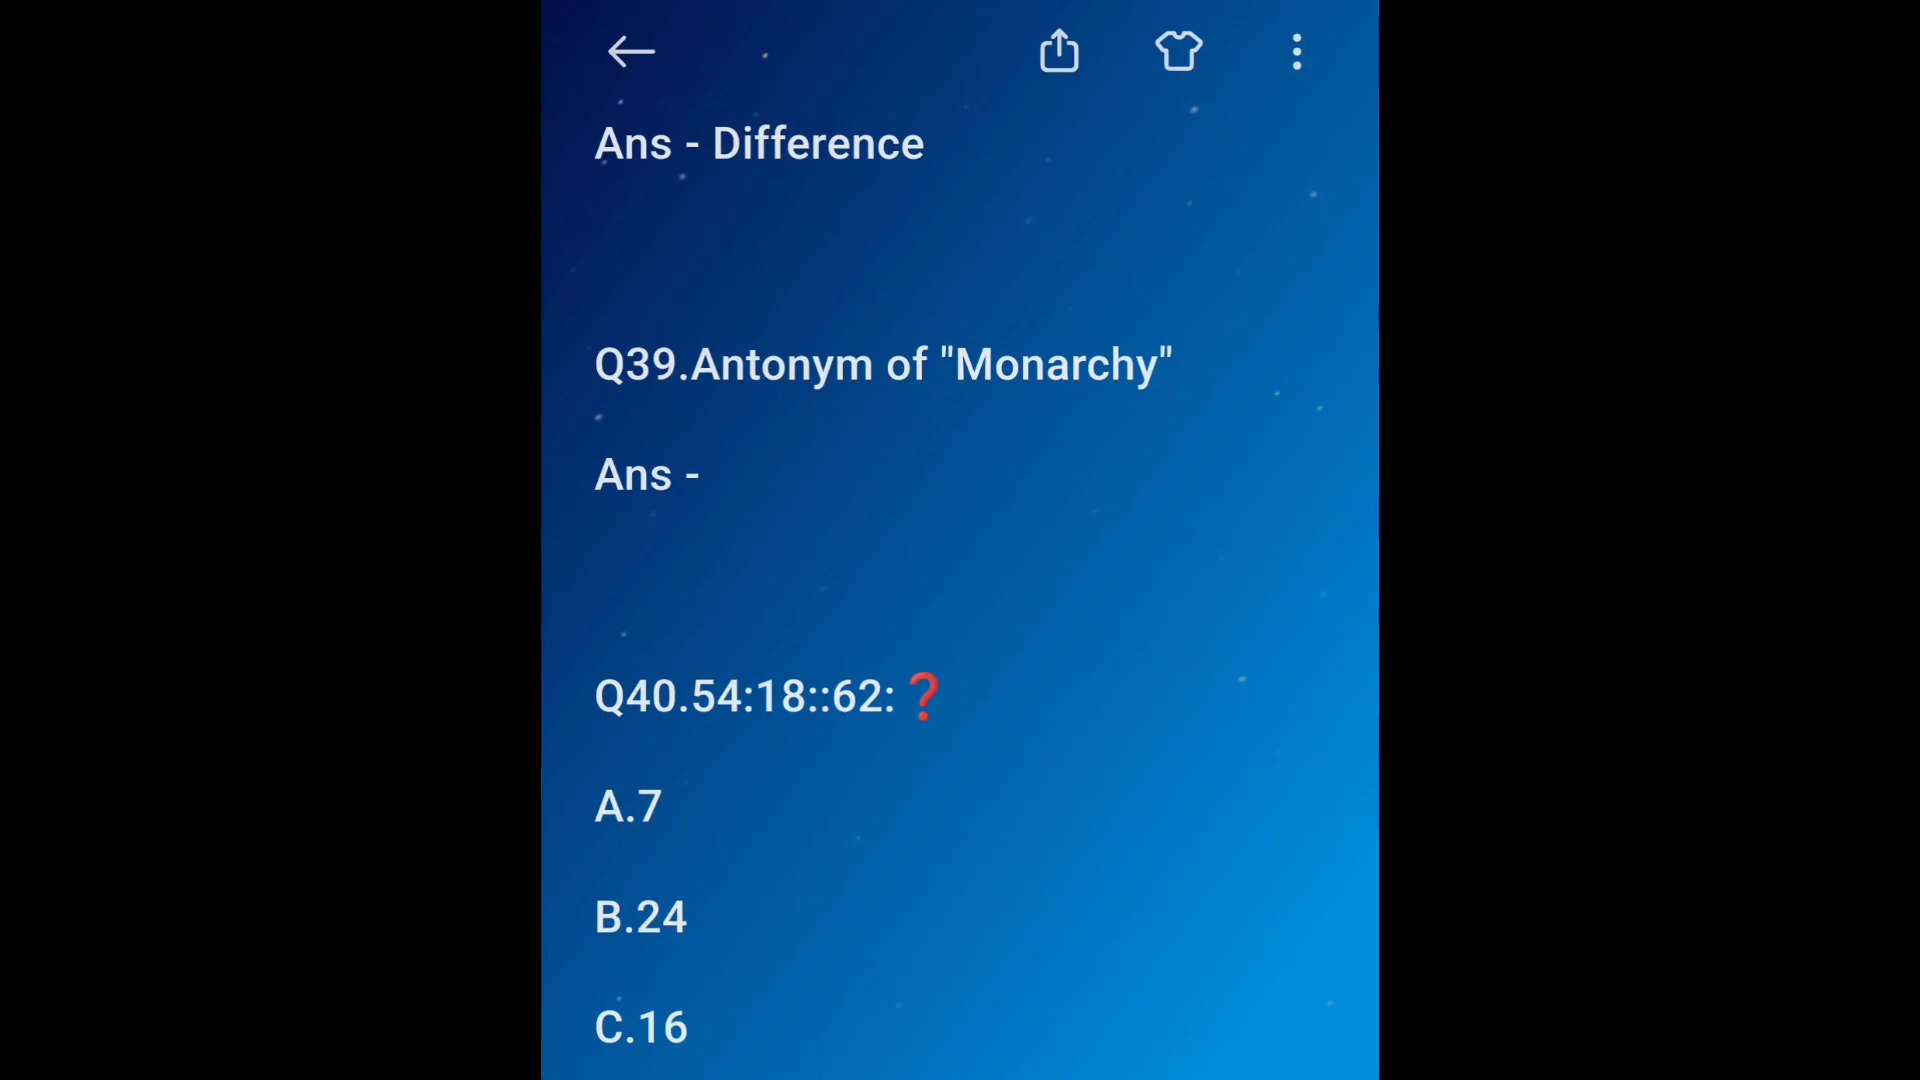 Ans - Difference
Q39.Antonym of "Monarchy"
Ans -
Q40.54:18::62:❓
A.7
B.24
C.16